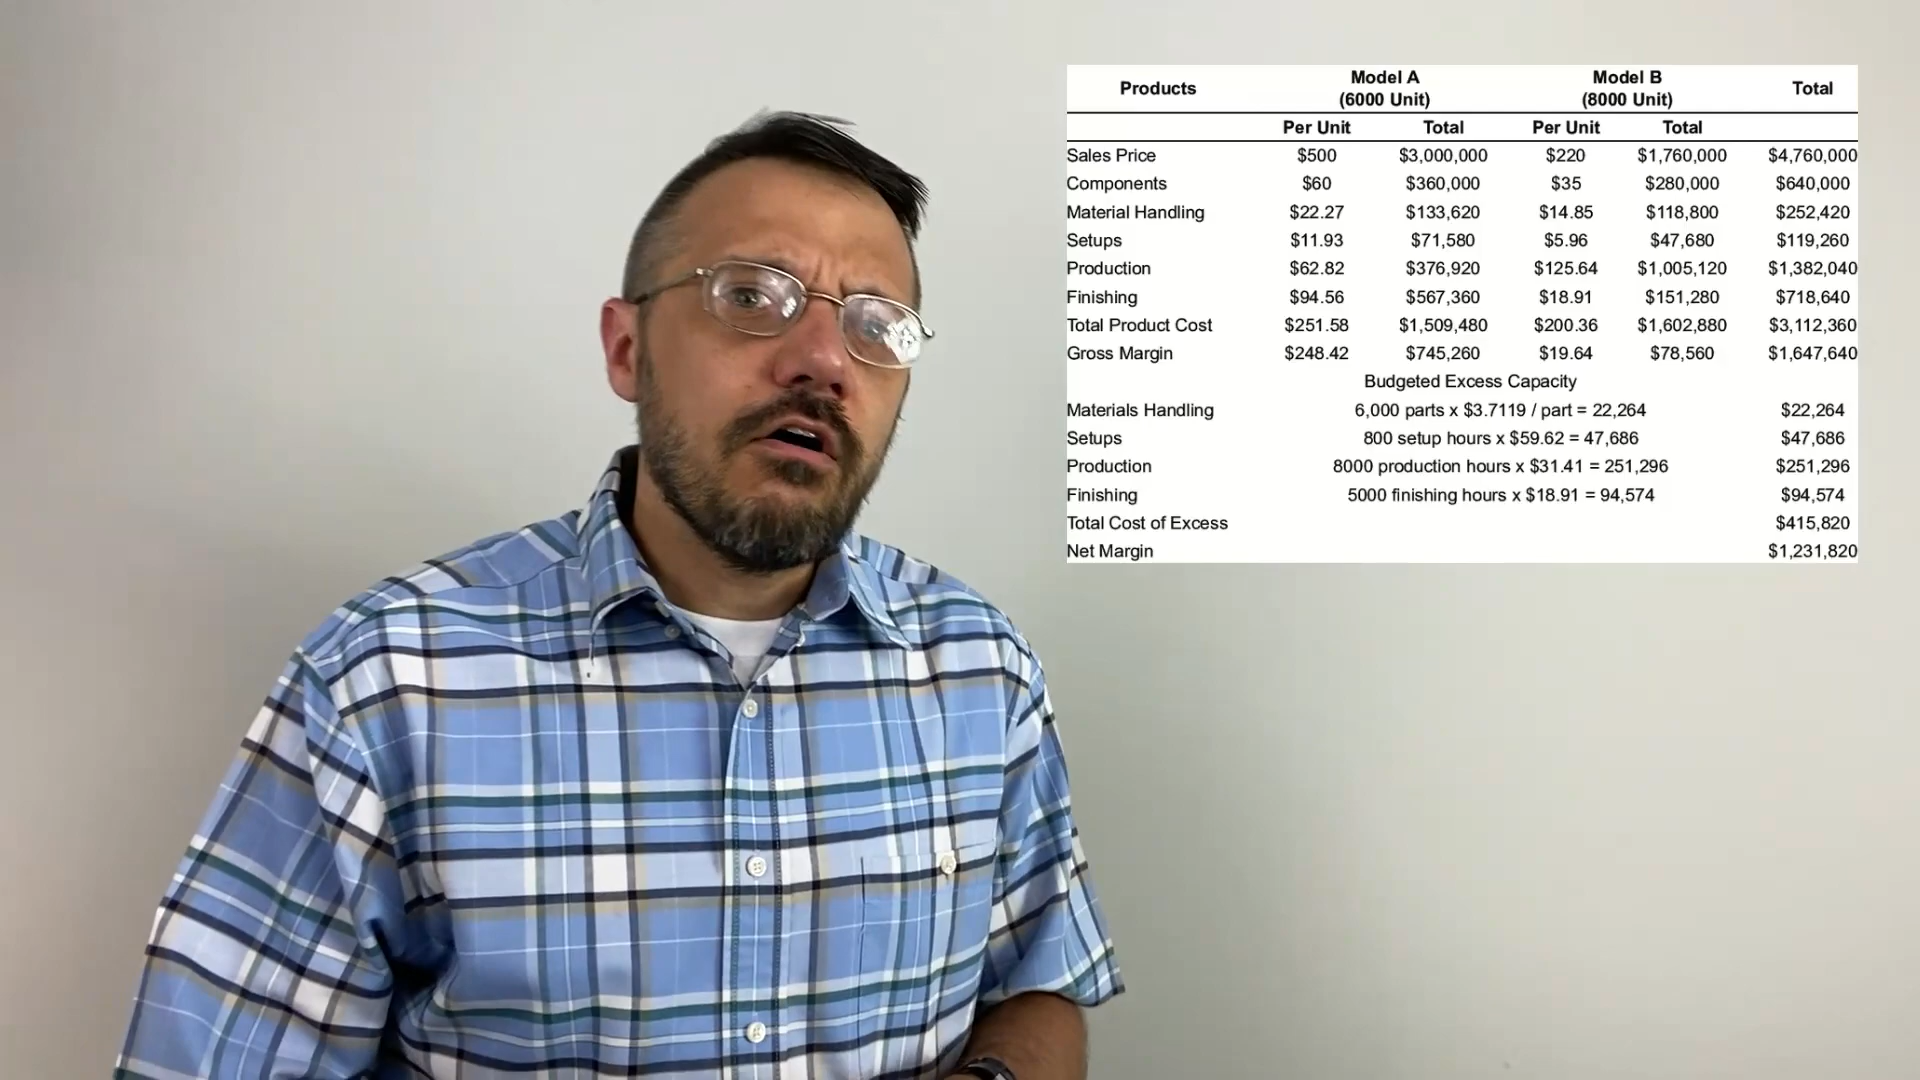 Products Model A (6000 Unit) Model B (8000 Unit) Total
Per Unit Total Per Unit Total
Sales Price $500 $3,000,000 $220 $1,760,000 $4,760,000
Components $60 $360,000 $35 $280,000 $640,000
Material Handling $22.27 $133,620 $14.85 $118,800 $252,420
Setups $11.93 $71,580 $5.96 $47,680 $119,260
Production $62.82 $376,920 $125.64 $1,005,120 $1,382,040
Finishing $94.56 $567,360 $18.91 $151,280 $718,640
Total Product Cost $251.58 $1,509,480 $200.36 $1,602,880 $3,112,360
Gross Margin $248.42 $745,260 $19.64 $78,560 $1,647,640
Budgeted Excess Capacity
Materials Handling 6,000 parts x $3.7119 / part = 22,264 $22,264
Setups 800 setup hours x $59.62 = 47,686 $47,686
Production 8000 production hours x $31.41 = 251,296 $251,296
Finishing 5000 finishing hours x $18.91 = 94,574 $94,574
Total Cost of Excess $415,820
Net Margin $1,231,820